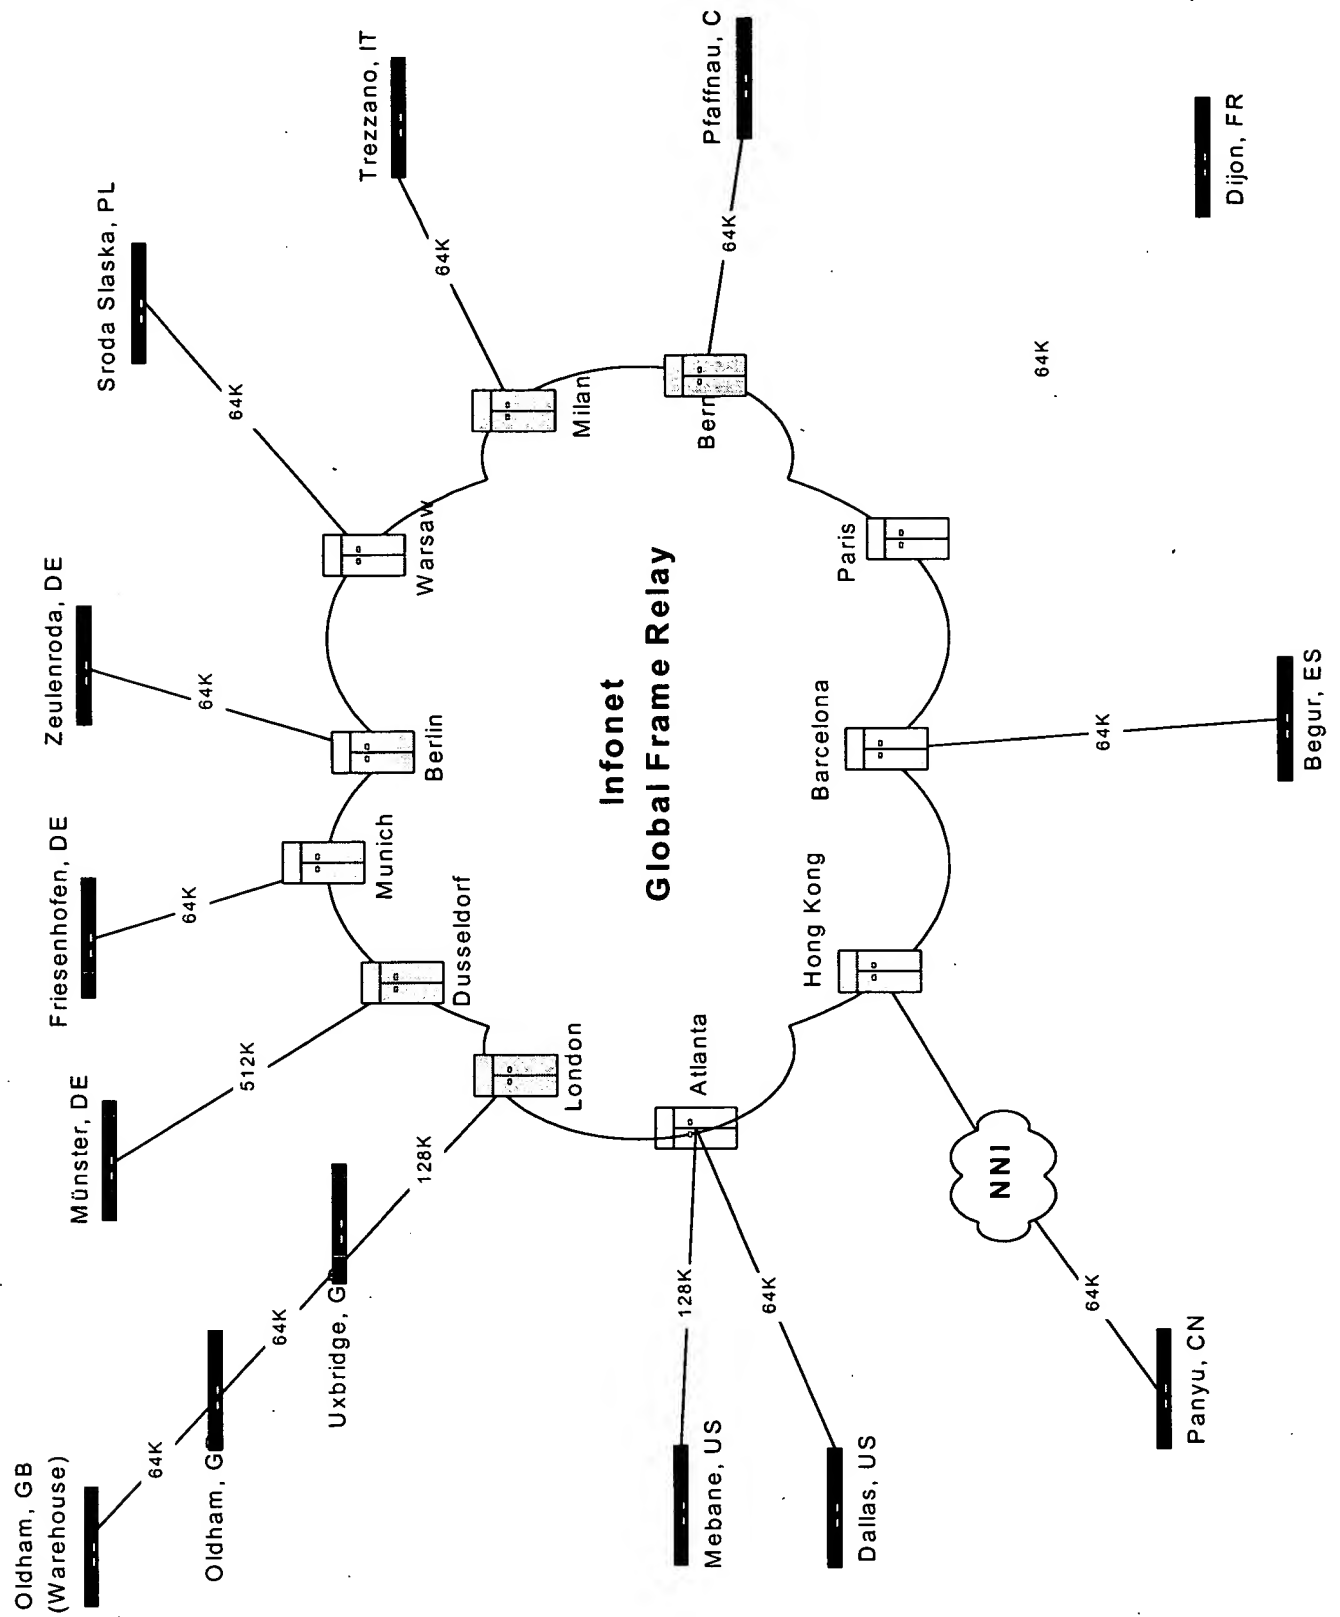 Oldham, GB
(Warehouse)
64K
Oldham, G
64K
Uxbridge, G
128K
London
Münster, DE
512K
Dusseldorf
Friesenhofen, DE
64K
Munich
Zeulenroda, DE
64K
Berlin
Sroda Slaska, PL
64K
Warsaw
Trezzano, IT
64K
Milan
Pfaffnau, C
64K
Bern
Infonet
Global Frame Relay
Mebane, US
128K
Atlanta
Dallas, US
64K
Panyu, CN
64K
NNI
Hong Kong
Barcelona
64K
Begur, ES
Paris
64K
Dijon, FR